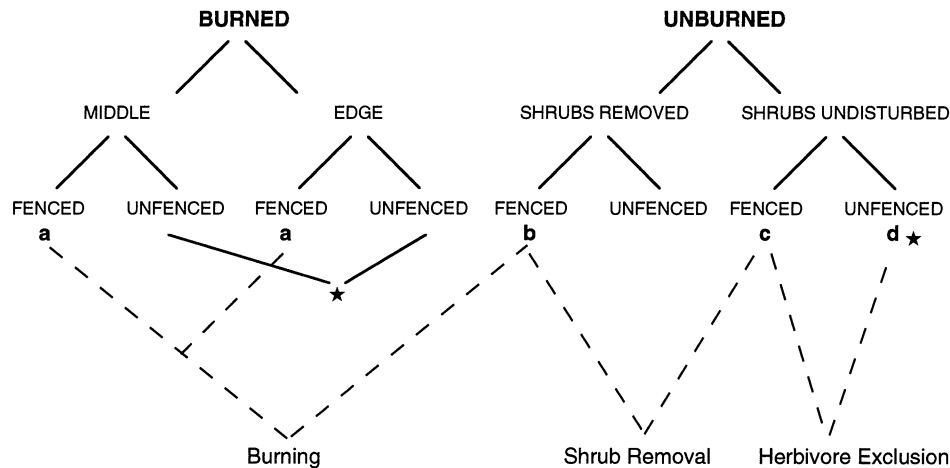 BURNED UNBURNED
MIDDLE EDGE SHRUBS REMOVED SHRUBS UNDISTURBED
FENCED UNFENCED FENCED UNFENCED FENCED UNFENCED FENCED UNFENCED
a a b c d ★
★
Burning Shrub Removal Herbivore Exclusion